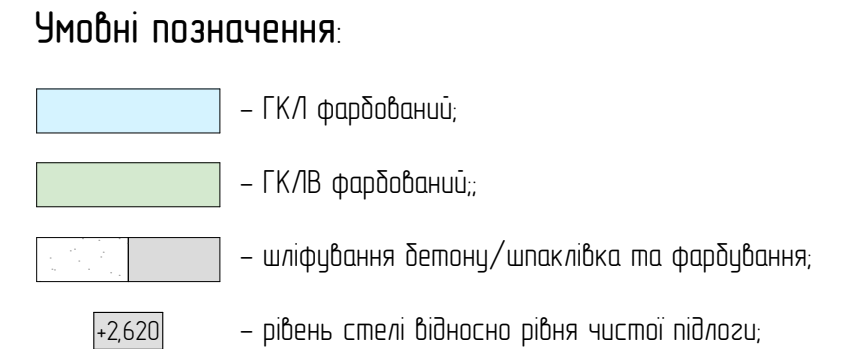 Умовні позначення:
– ГКЛ фарбований;
– ГКЛВ фарбований;;
– шліфування бетону/шпаклівка та фарбування;
+2,620 – рівень стелі відносно рівня чистої підлоги;